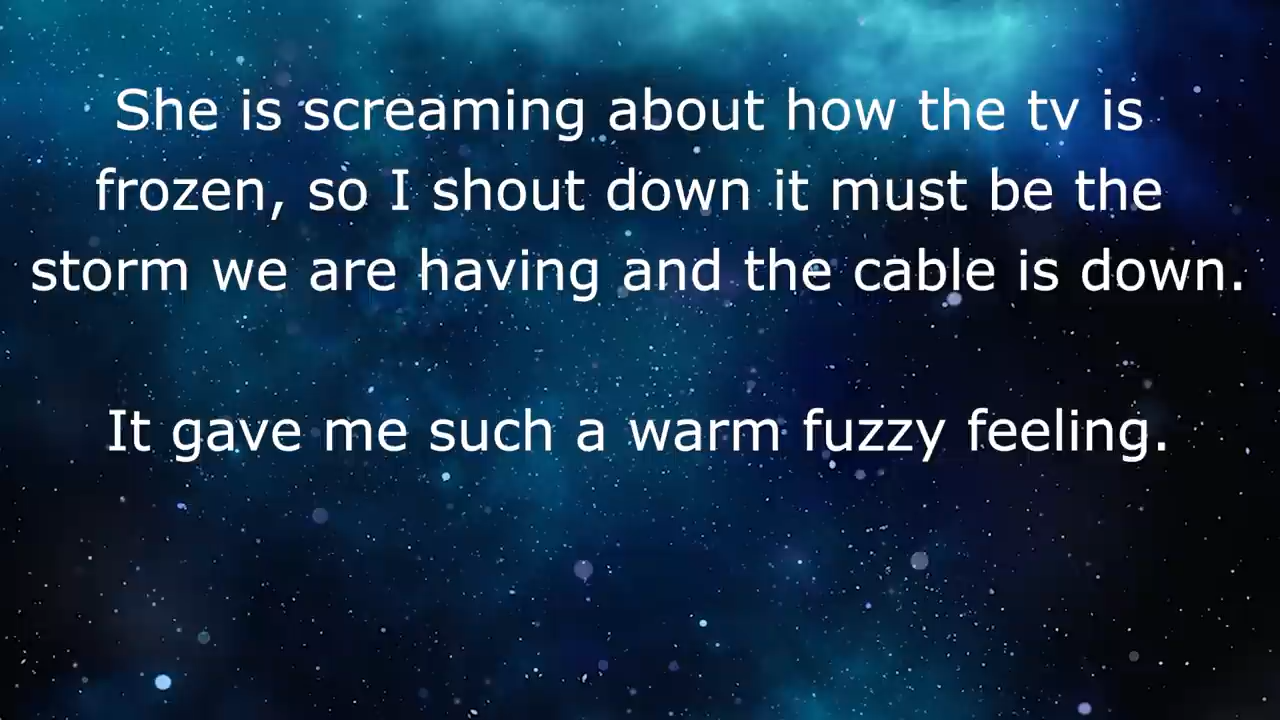 She is screaming about how the tv is
frozen, so I shout down it must be the
storm we are having and the cable is down.
It gave me such a warm fuzzy feeling.